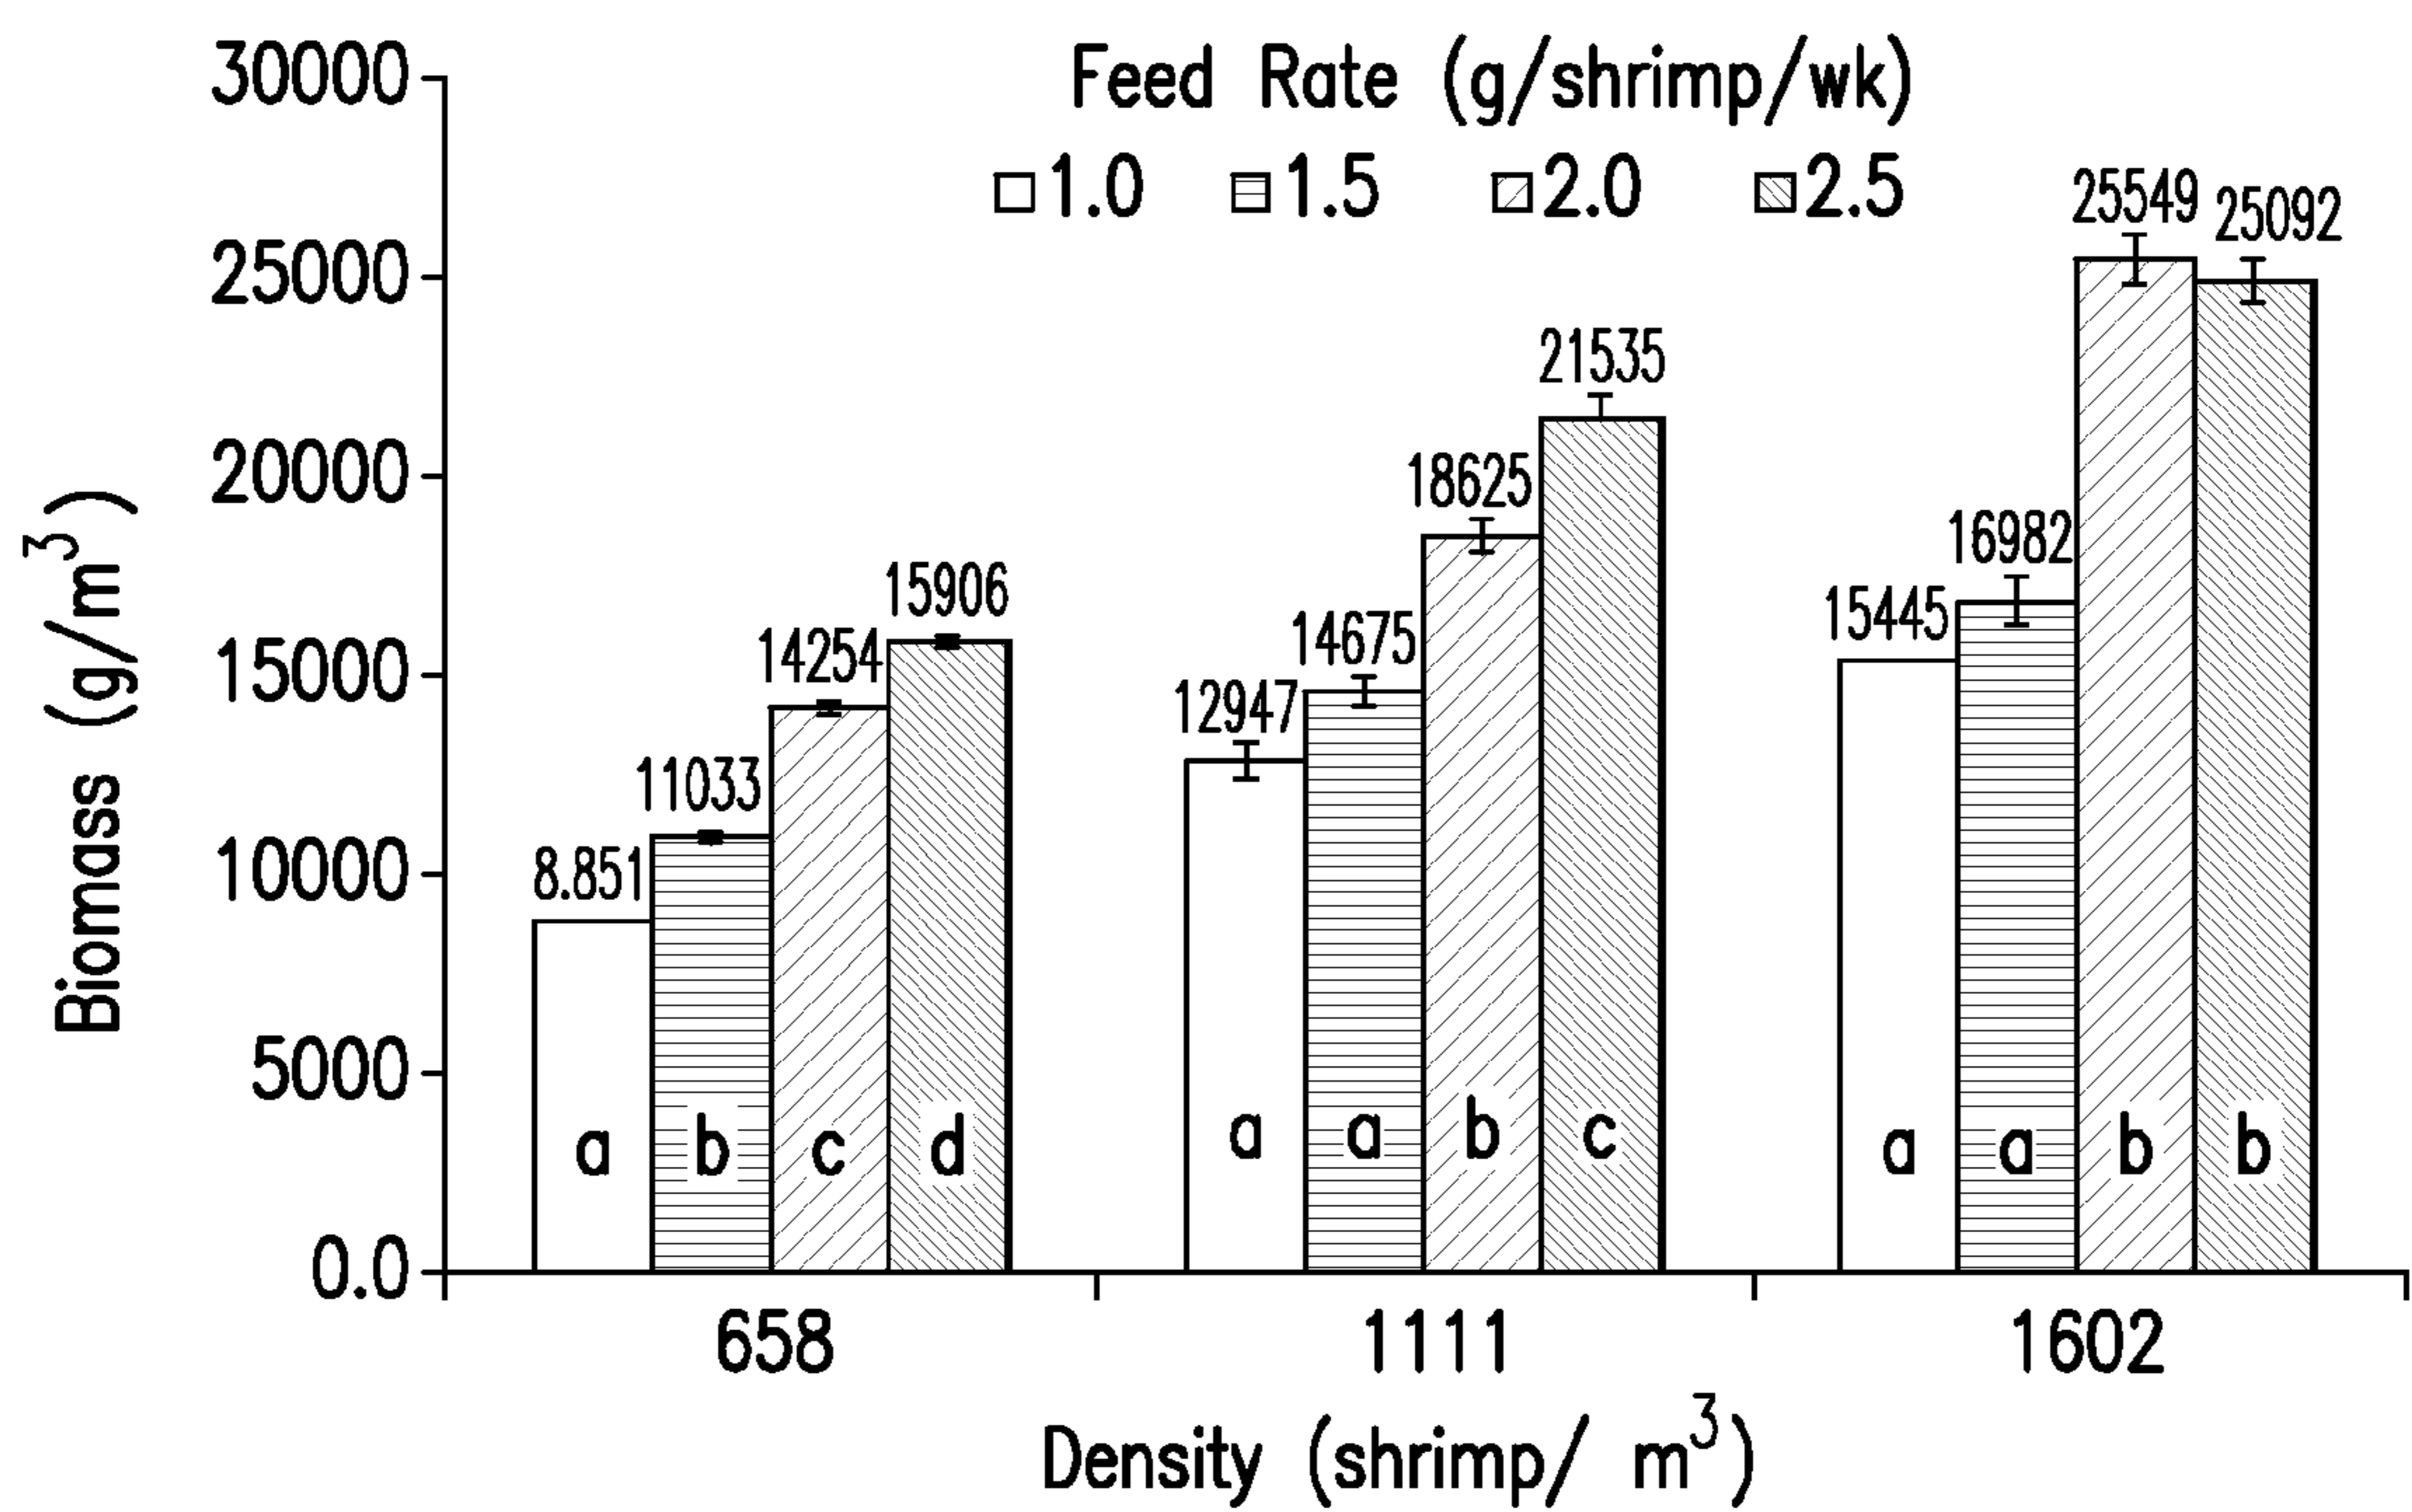 Feed Rate (g/shrimp/wk)
1.0 1.5 2.0 2.5
Biomass (g/m³)
30000
25000
20000
15000
10000
5000
0.0
8.851 11033 14254 15906
12947 14675 18625 21535
15445 16982 25549 25092
a b c d
a a b c
a a b b
658 1111 1602
Density (shrimp/ m³)